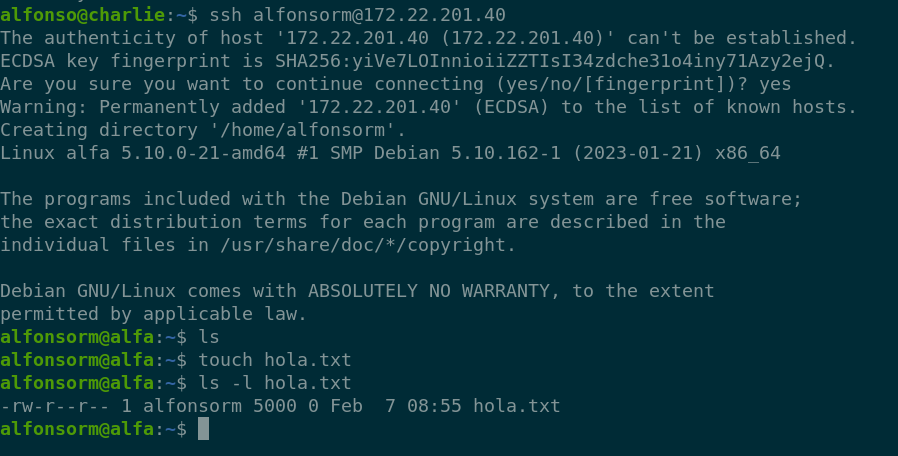 alfonso@charlie:~$ ssh alfonsorm@172.22.201.40
The authenticity of host '172.22.201.40 (172.22.201.40)' can't be established.
ECDSA key fingerprint is SHA256:yiVe7LOInnioiiZZTIsI34zdche31o4iny71Azy2ejQ.
Are you sure you want to continue connecting (yes/no/[fingerprint])? yes
Warning: Permanently added '172.22.201.40' (ECDSA) to the list of known hosts.
Creating directory '/home/alfonsorm'.
Linux alfa 5.10.0-21-amd64 #1 SMP Debian 5.10.162-1 (2023-01-21) x86_64
The programs included with the Debian GNU/Linux system are free software;
the exact distribution terms for each program are described in the
individual files in /usr/share/doc/*/copyright.
Debian GNU/Linux comes with ABSOLUTELY NO WARRANTY, to the extent
permitted by applicable law.
alfonsorm@alfa:~$ ls
alfonsorm@alfa:~$ touch hola.txt
alfonsorm@alfa:~$ ls -l hola.txt
-rw-r--r-- 1 alfonsorm 5000 0 Feb  7 08:55 hola.txt
alfonsorm@alfa:~$